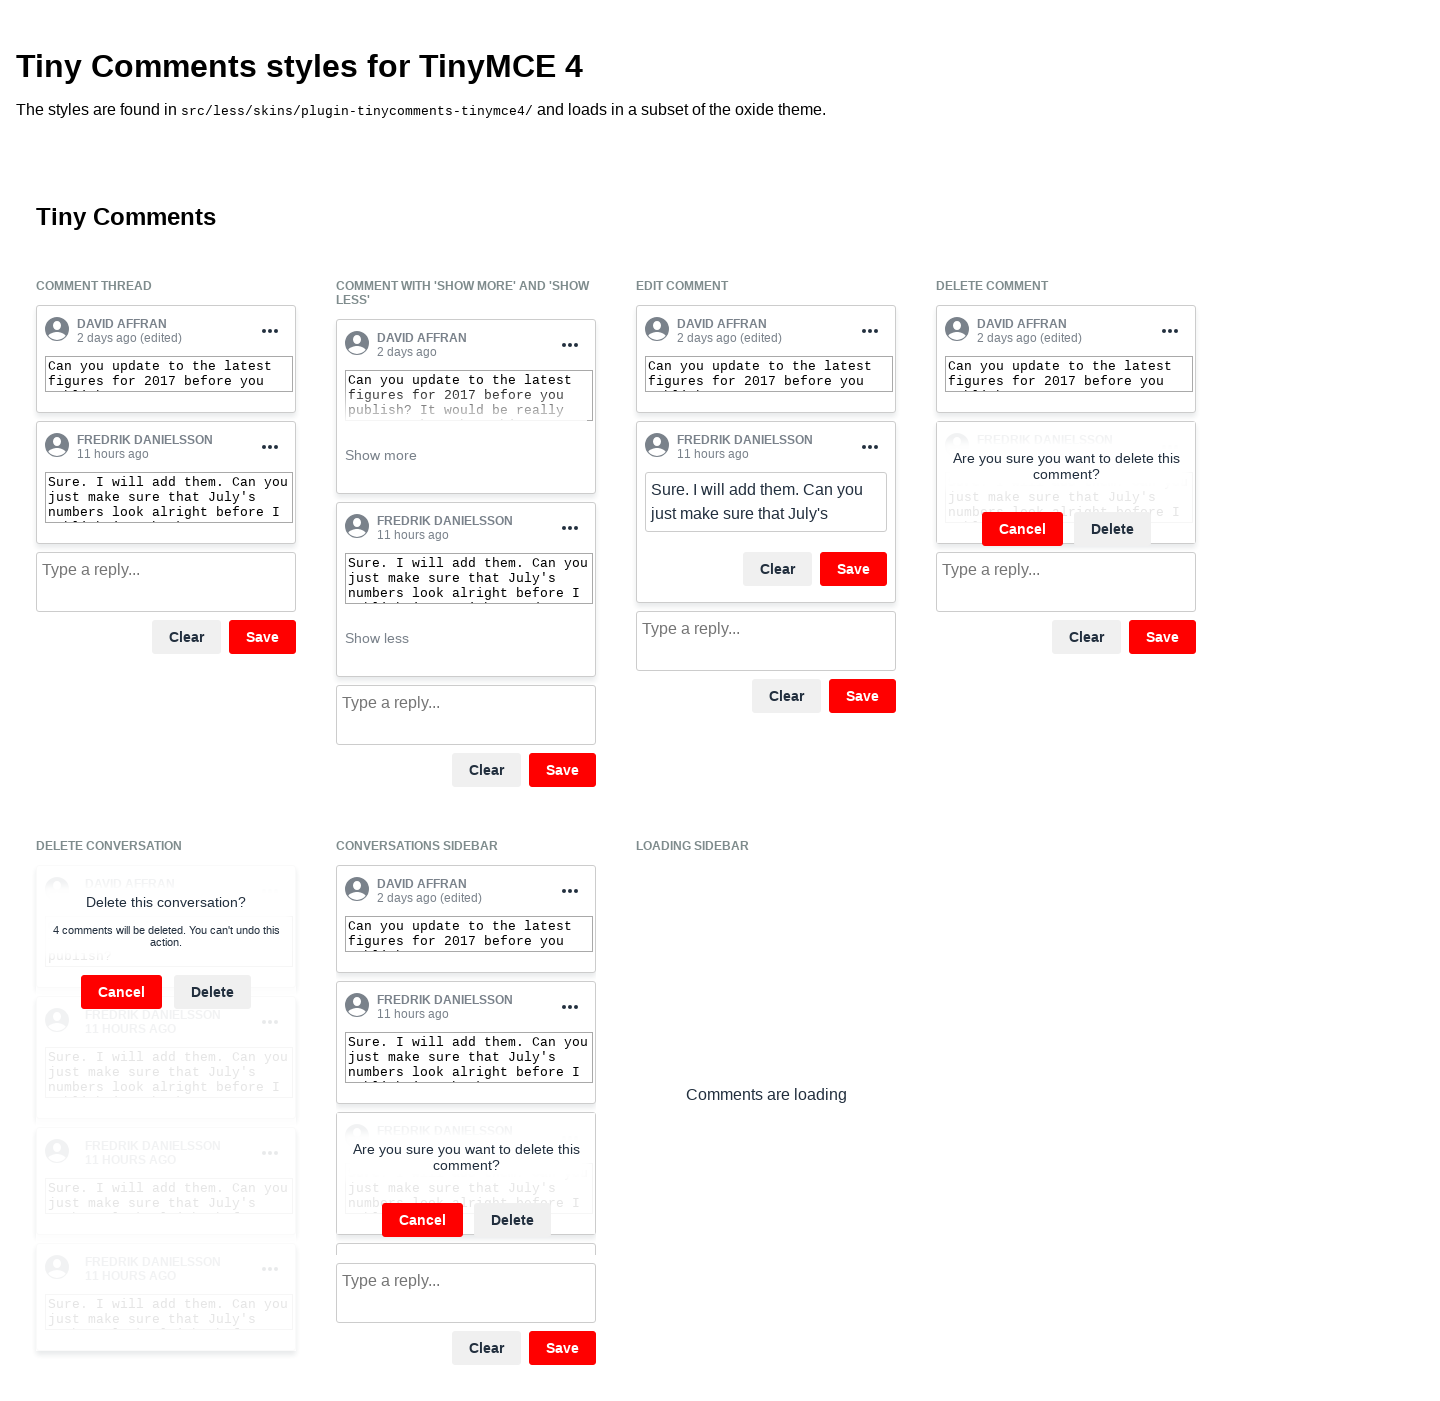 Tiny Comments styles for TinyMCE 4
The styles are found in src/less/skins/plugin-tinycomments-tinymce4/ and loads in a subset of the oxide theme.
Tiny Comments
COMMENT THREAD
DAVID AFFRAN
2 days ago (edited)
Can you update to the latest
figures for 2017 before you
FREDRIK DANIELSSON
11 hours ago
Sure. I will add them. Can you
just make sure that July's
numbers look alright before I
Type a reply...
Clear Save
COMMENT WITH 'SHOW MORE' AND 'SHOW
LESS'
DAVID AFFRAN
2 days ago
Can you update to the latest
figures for 2017 before you
publish? It would be really
Show more
FREDRIK DANIELSSON
11 hours ago
Sure. I will add them. Can you
just make sure that July's
numbers look alright before I
Show less
Type a reply...
Clear Save
EDIT COMMENT
DAVID AFFRAN
2 days ago (edited)
Can you update to the latest
figures for 2017 before you
FREDRIK DANIELSSON
11 hours ago
Sure. I will add them. Can you
just make sure that July's
Clear Save
Type a reply...
Clear Save
DELETE COMMENT
DAVID AFFRAN
2 days ago (edited)
Can you update to the latest
figures for 2017 before you
FREDRIK DANIELSSON
Are you sure you want to delete this
comment?
just make sure that July's
numbers look alright before I
Cancel Delete
Type a reply...
Clear Save
DELETE CONVERSATION
DAVID AFFRAN
Delete this conversation?
4 comments will be deleted. You can't undo this
action.
publish?
Cancel Delete
FREDRIK DANIELSSON
11 HOURS AGO
Sure. I will add them. Can you
just make sure that July's
numbers look alright before I
FREDRIK DANIELSSON
11 HOURS AGO
Sure. I will add them. Can you
just make sure that July's
FREDRIK DANIELSSON
11 HOURS AGO
Sure. I will add them. Can you
just make sure that July's
CONVERSATIONS SIDEBAR
DAVID AFFRAN
2 days ago (edited)
Can you update to the latest
figures for 2017 before you
FREDRIK DANIELSSON
11 hours ago
Sure. I will add them. Can you
just make sure that July's
numbers look alright before I
FREDRIK DANIELSSON
Are you sure you want to delete this
comment?
just make sure that July's
numbers look alright before I
Cancel Delete
Type a reply...
Clear Save
LOADING SIDEBAR
Comments are loading